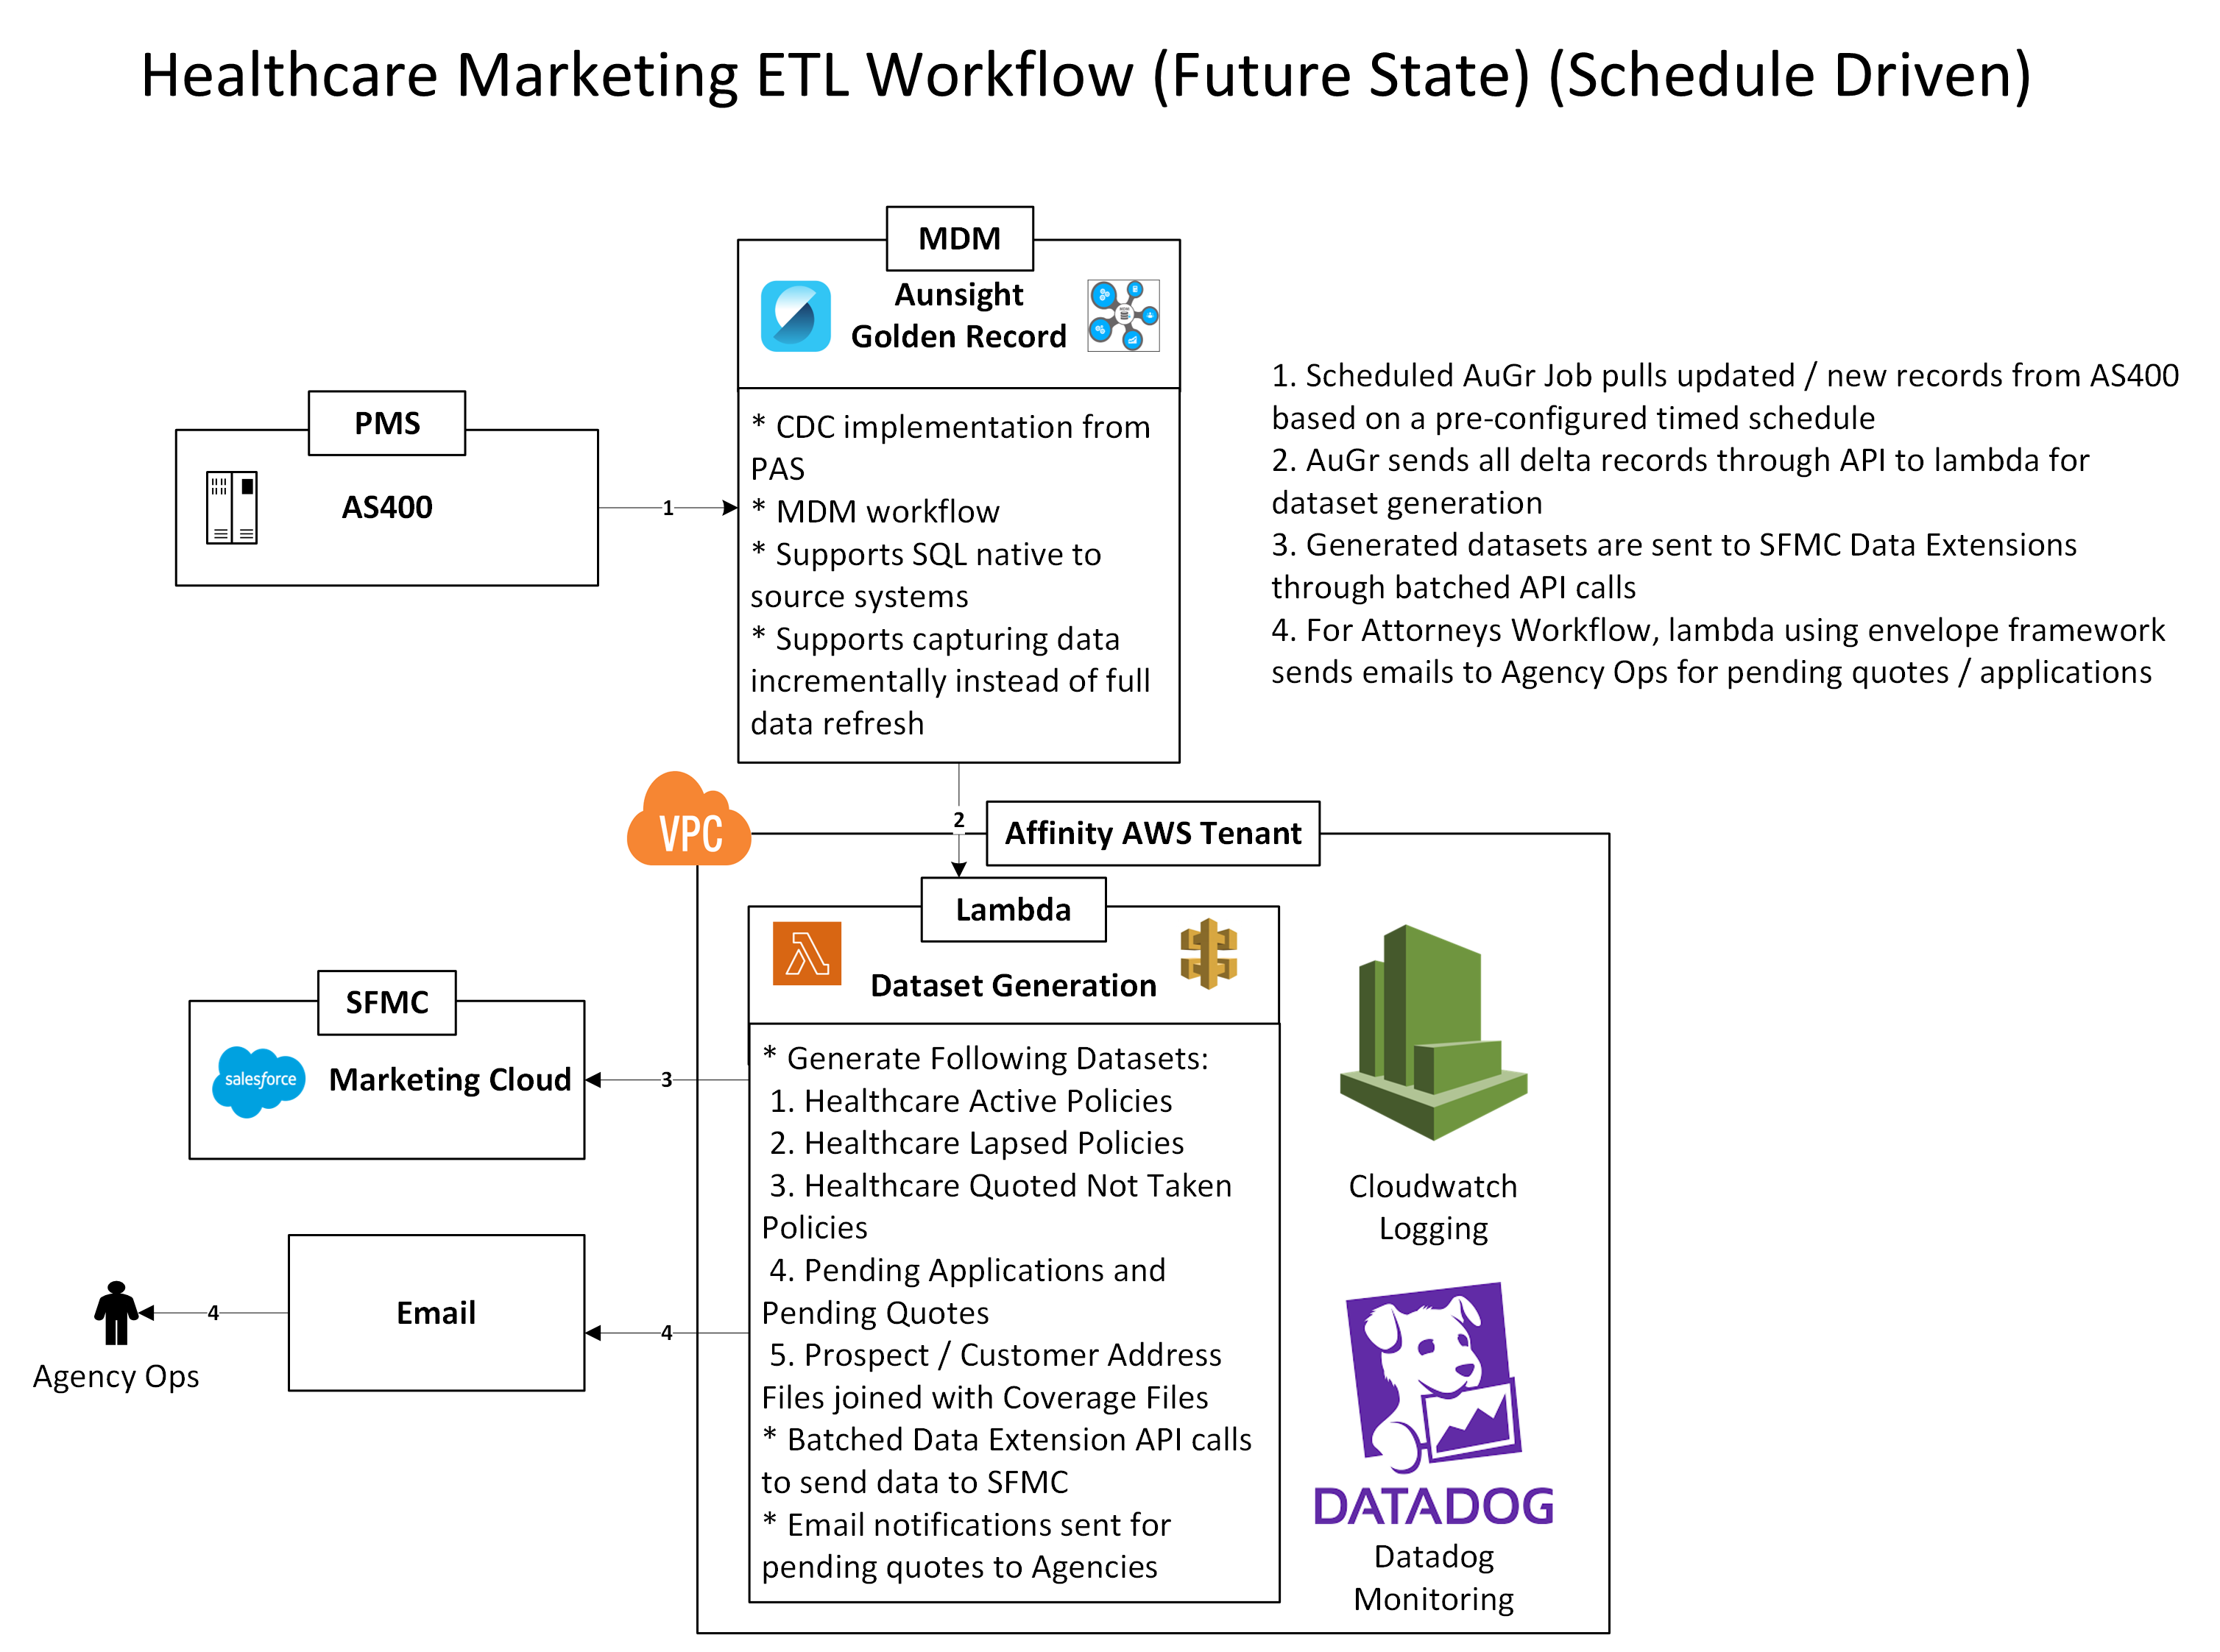 Healthcare Marketing ETL Workflow (Future State) (Schedule Driven)
MDM
Aunsight
Golden Record
* CDC implementation from
PAS
* MDM workflow
* Supports SQL native to
source systems
* Supports capturing data
incrementally instead of full
data refresh
PMS
AS400
1
1. Scheduled AuGr Job pulls updated / new records from AS400
based on a pre-configured timed schedule
2. AuGr sends all delta records through API to lambda for
dataset generation
3. Generated datasets are sent to SFMC Data Extensions
through batched API calls
4. For Attorneys Workflow, lambda using envelope framework
sends emails to Agency Ops for pending quotes / applications
2
VPC
Affinity AWS Tenant
Lambda
Dataset Generation
* Generate Following Datasets:
1. Healthcare Active Policies
2. Healthcare Lapsed Policies
3. Healthcare Quoted Not Taken
Policies
4. Pending Applications and
Pending Quotes
5. Prospect / Customer Address
Files joined with Coverage Files
* Batched Data Extension API calls
to send data to SFMC
* Email notifications sent for
pending quotes to Agencies
SFMC
salesforce
Marketing Cloud
3
Email
4
4
Agency Ops
Cloudwatch
Logging
DATADOG
Datadog
Monitoring